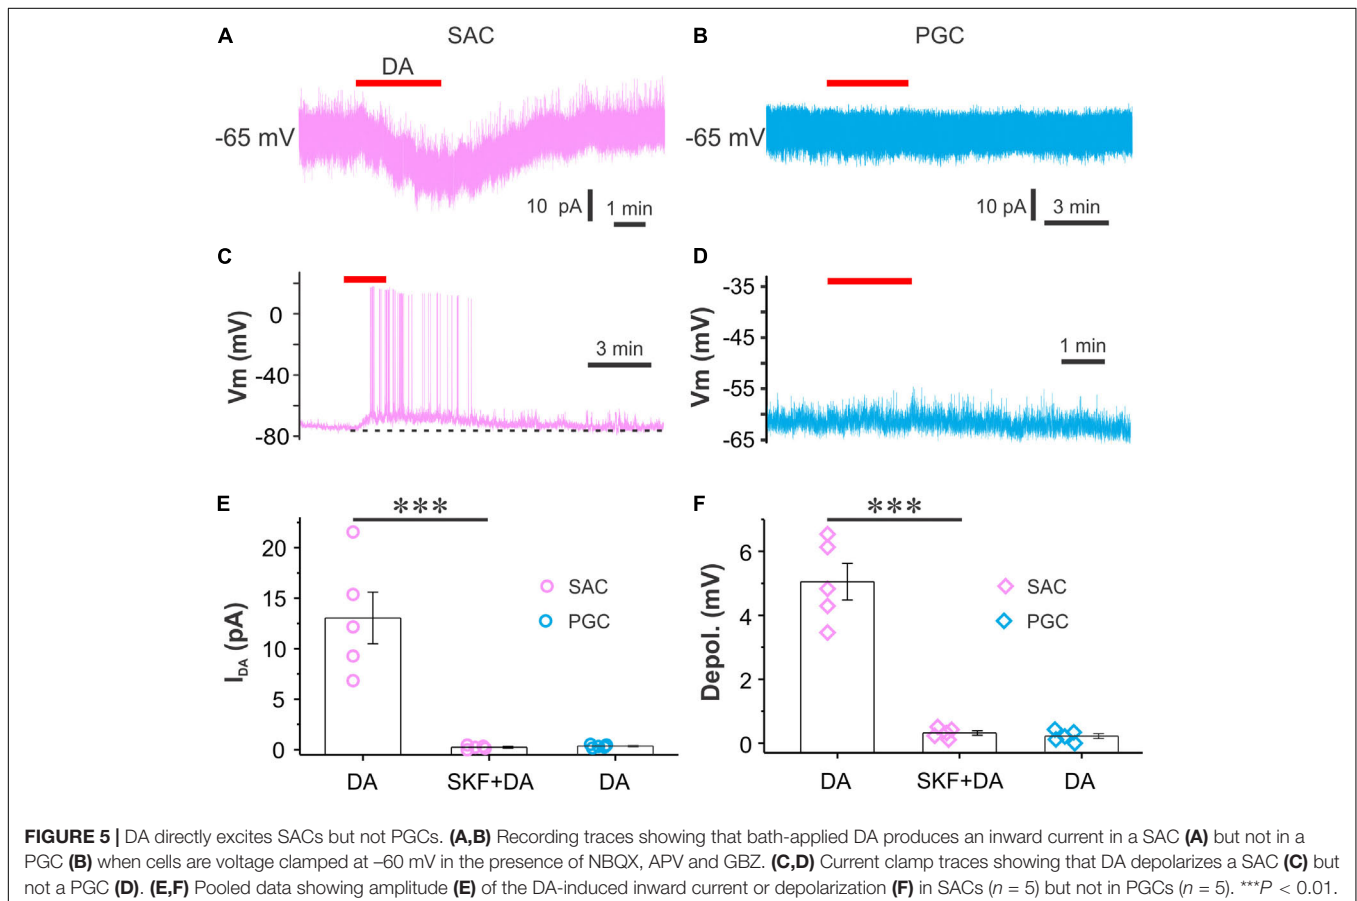 A SAC
B PGC
DA
-65 mV
10 pA 1 min
-65 mV
10 pA 3 min
C
D
Vm (mV)
0
-40
-80
3 min
Vm (mV)
-35
-45
-55
-65
1 min
E
***
I_DA (pA)
20
15
10
5
0
SAC
PGC
DA SKF+DA DA
F
***
Depol. (mV)
6
4
2
0
SAC
PGC
DA SKF+DA DA
FIGURE 5 | DA directly excites SACs but not PGCs. (A,B) Recording traces showing that bath-applied DA produces an inward current in a SAC (A) but not in a
PGC (B) when cells are voltage clamped at –60 mV in the presence of NBQX, APV and GBZ. (C,D) Current clamp traces showing that DA depolarizes a SAC (C) but
not a PGC (D). (E,F) Pooled data showing amplitude (E) of the DA-induced inward current or depolarization (F) in SACs (n = 5) but not in PGCs (n = 5). ***P < 0.01.